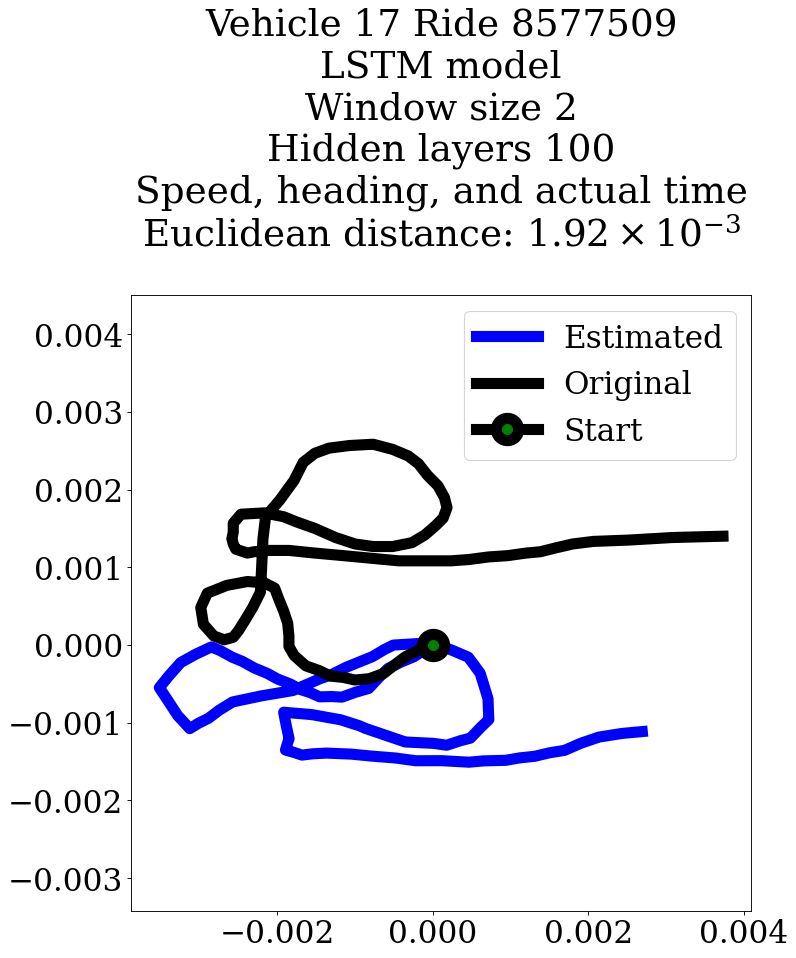 Vehicle 17 Ride 8577509
LSTM model
Window size 2
Hidden layers 100
Speed, heading, and actual time
Euclidean distance: 1.92 × 10⁻³
Estimated
Original
Start
0.004
0.003
0.002
0.001
0.000
−0.001
−0.002
−0.003
−0.002 0.000 0.002 0.004